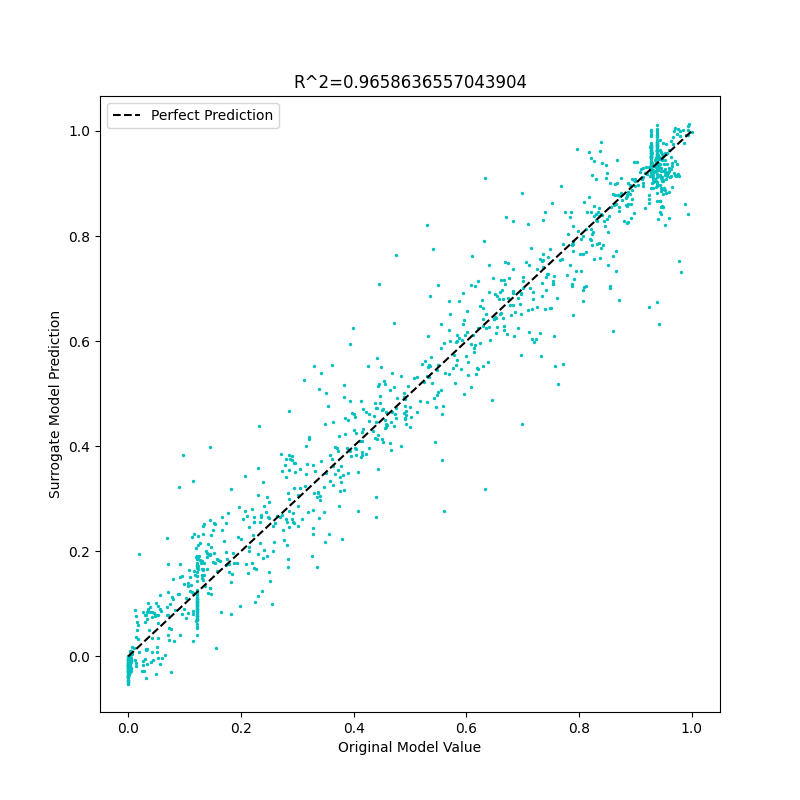 R^2=0.9658636557043904
Perfect Prediction
1.0
0.8
0.6
0.4
0.2
0.0
Surrogate Model Prediction
0.0 0.2 0.4 0.6 0.8 1.0
Original Model Value